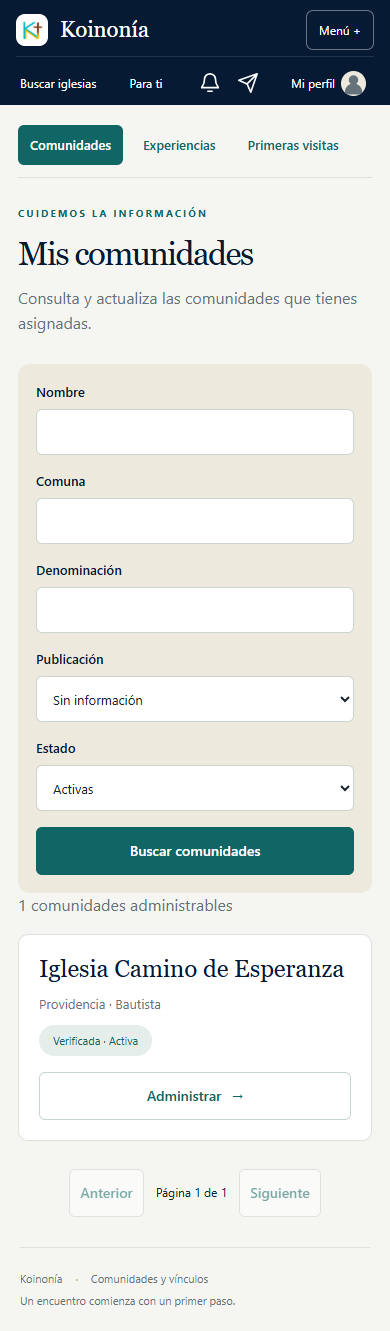 Koinonía
Menú +
Buscar iglesias
Para ti
Mi perfil
Comunidades
Experiencias
Primeras visitas
CUIDEMOS LA INFORMACIÓN
Mis comunidades
Consulta y actualiza las comunidades que tienes
asignadas.
Nombre
Comuna
Denominación
Publicación
Sin información
Estado
Activas
Buscar comunidades
1 comunidades administrables
Iglesia Camino de Esperanza
Providencia · Bautista
Verificada · Activa
Administrar →
Anterior
Página 1 de 1
Siguiente
Koinonía · Comunidades y vínculos
Un encuentro comienza con un primer paso.